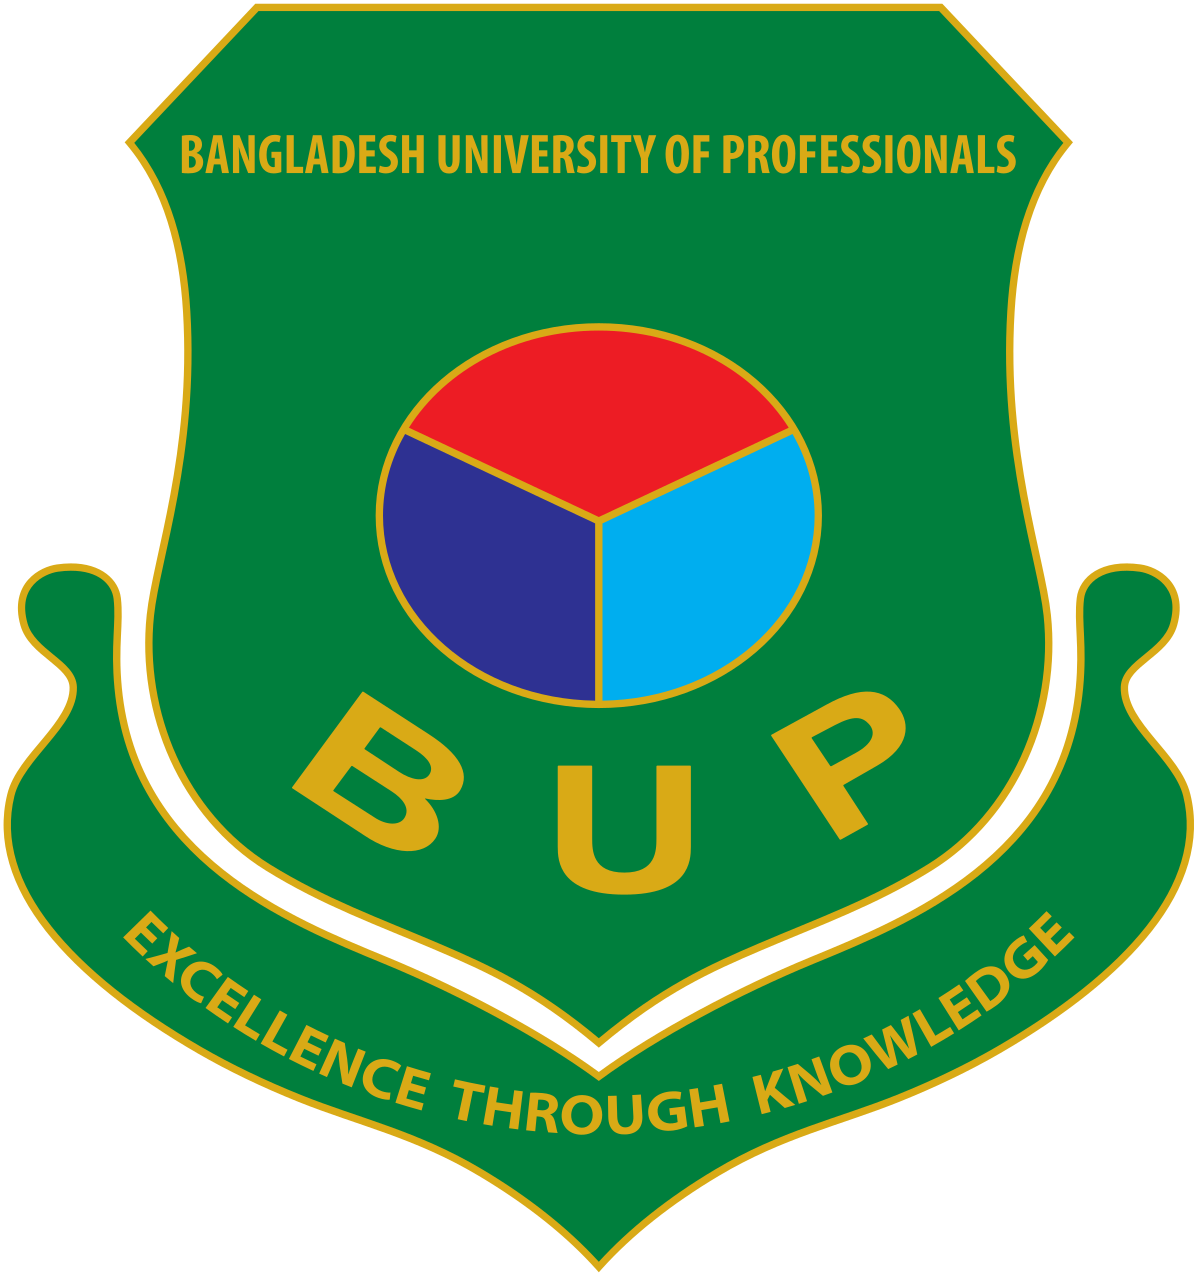 BANGLADESH UNIVERSITY OF PROFESSIONALS
BUP
EXCELLENCE THROUGH KNOWLEDGE